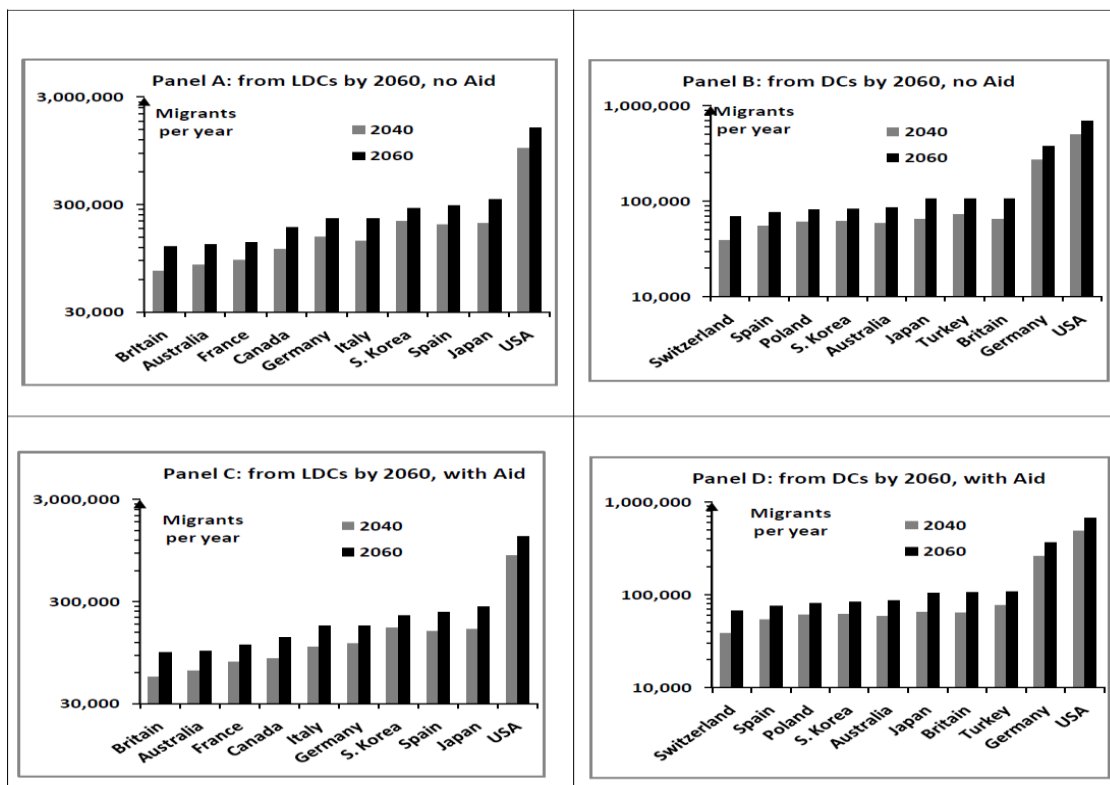 Panel A: from LDCs by 2060, no Aid
3,000,000
Migrants
per year
2040
2060
300,000
30,000
Britain
Australia
France
Canada
Germany
Italy
S. Korea
Spain
Japan
USA
Panel B: from DCs by 2060, no Aid
1,000,000
Migrants
per year
2040
2060
100,000
10,000
Switzerland
Spain
Poland
S. Korea
Australia
Japan
Turkey
Britain
Germany
USA
Panel C: from LDCs by 2060, with Aid
3,000,000
Migrants
per year
2040
2060
300,000
30,000
Britain
Australia
France
Canada
Italy
Germany
S. Korea
Spain
Japan
USA
Panel D: from DCs by 2060, with Aid
1,000,000
Migrants
per year
2040
2060
100,000
10,000
Switzerland
Spain
Poland
S. Korea
Australia
Japan
Britain
Turkey
Germany
USA